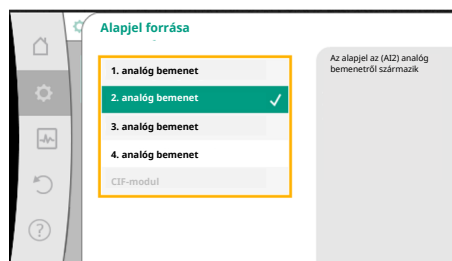 Alapjel forrása
1. analóg bemenet
2. analóg bemenet
3. analóg bemenet
4. analóg bemenet
CIF-modul
Az alapjel az (AI2) analóg
bemenetről származik